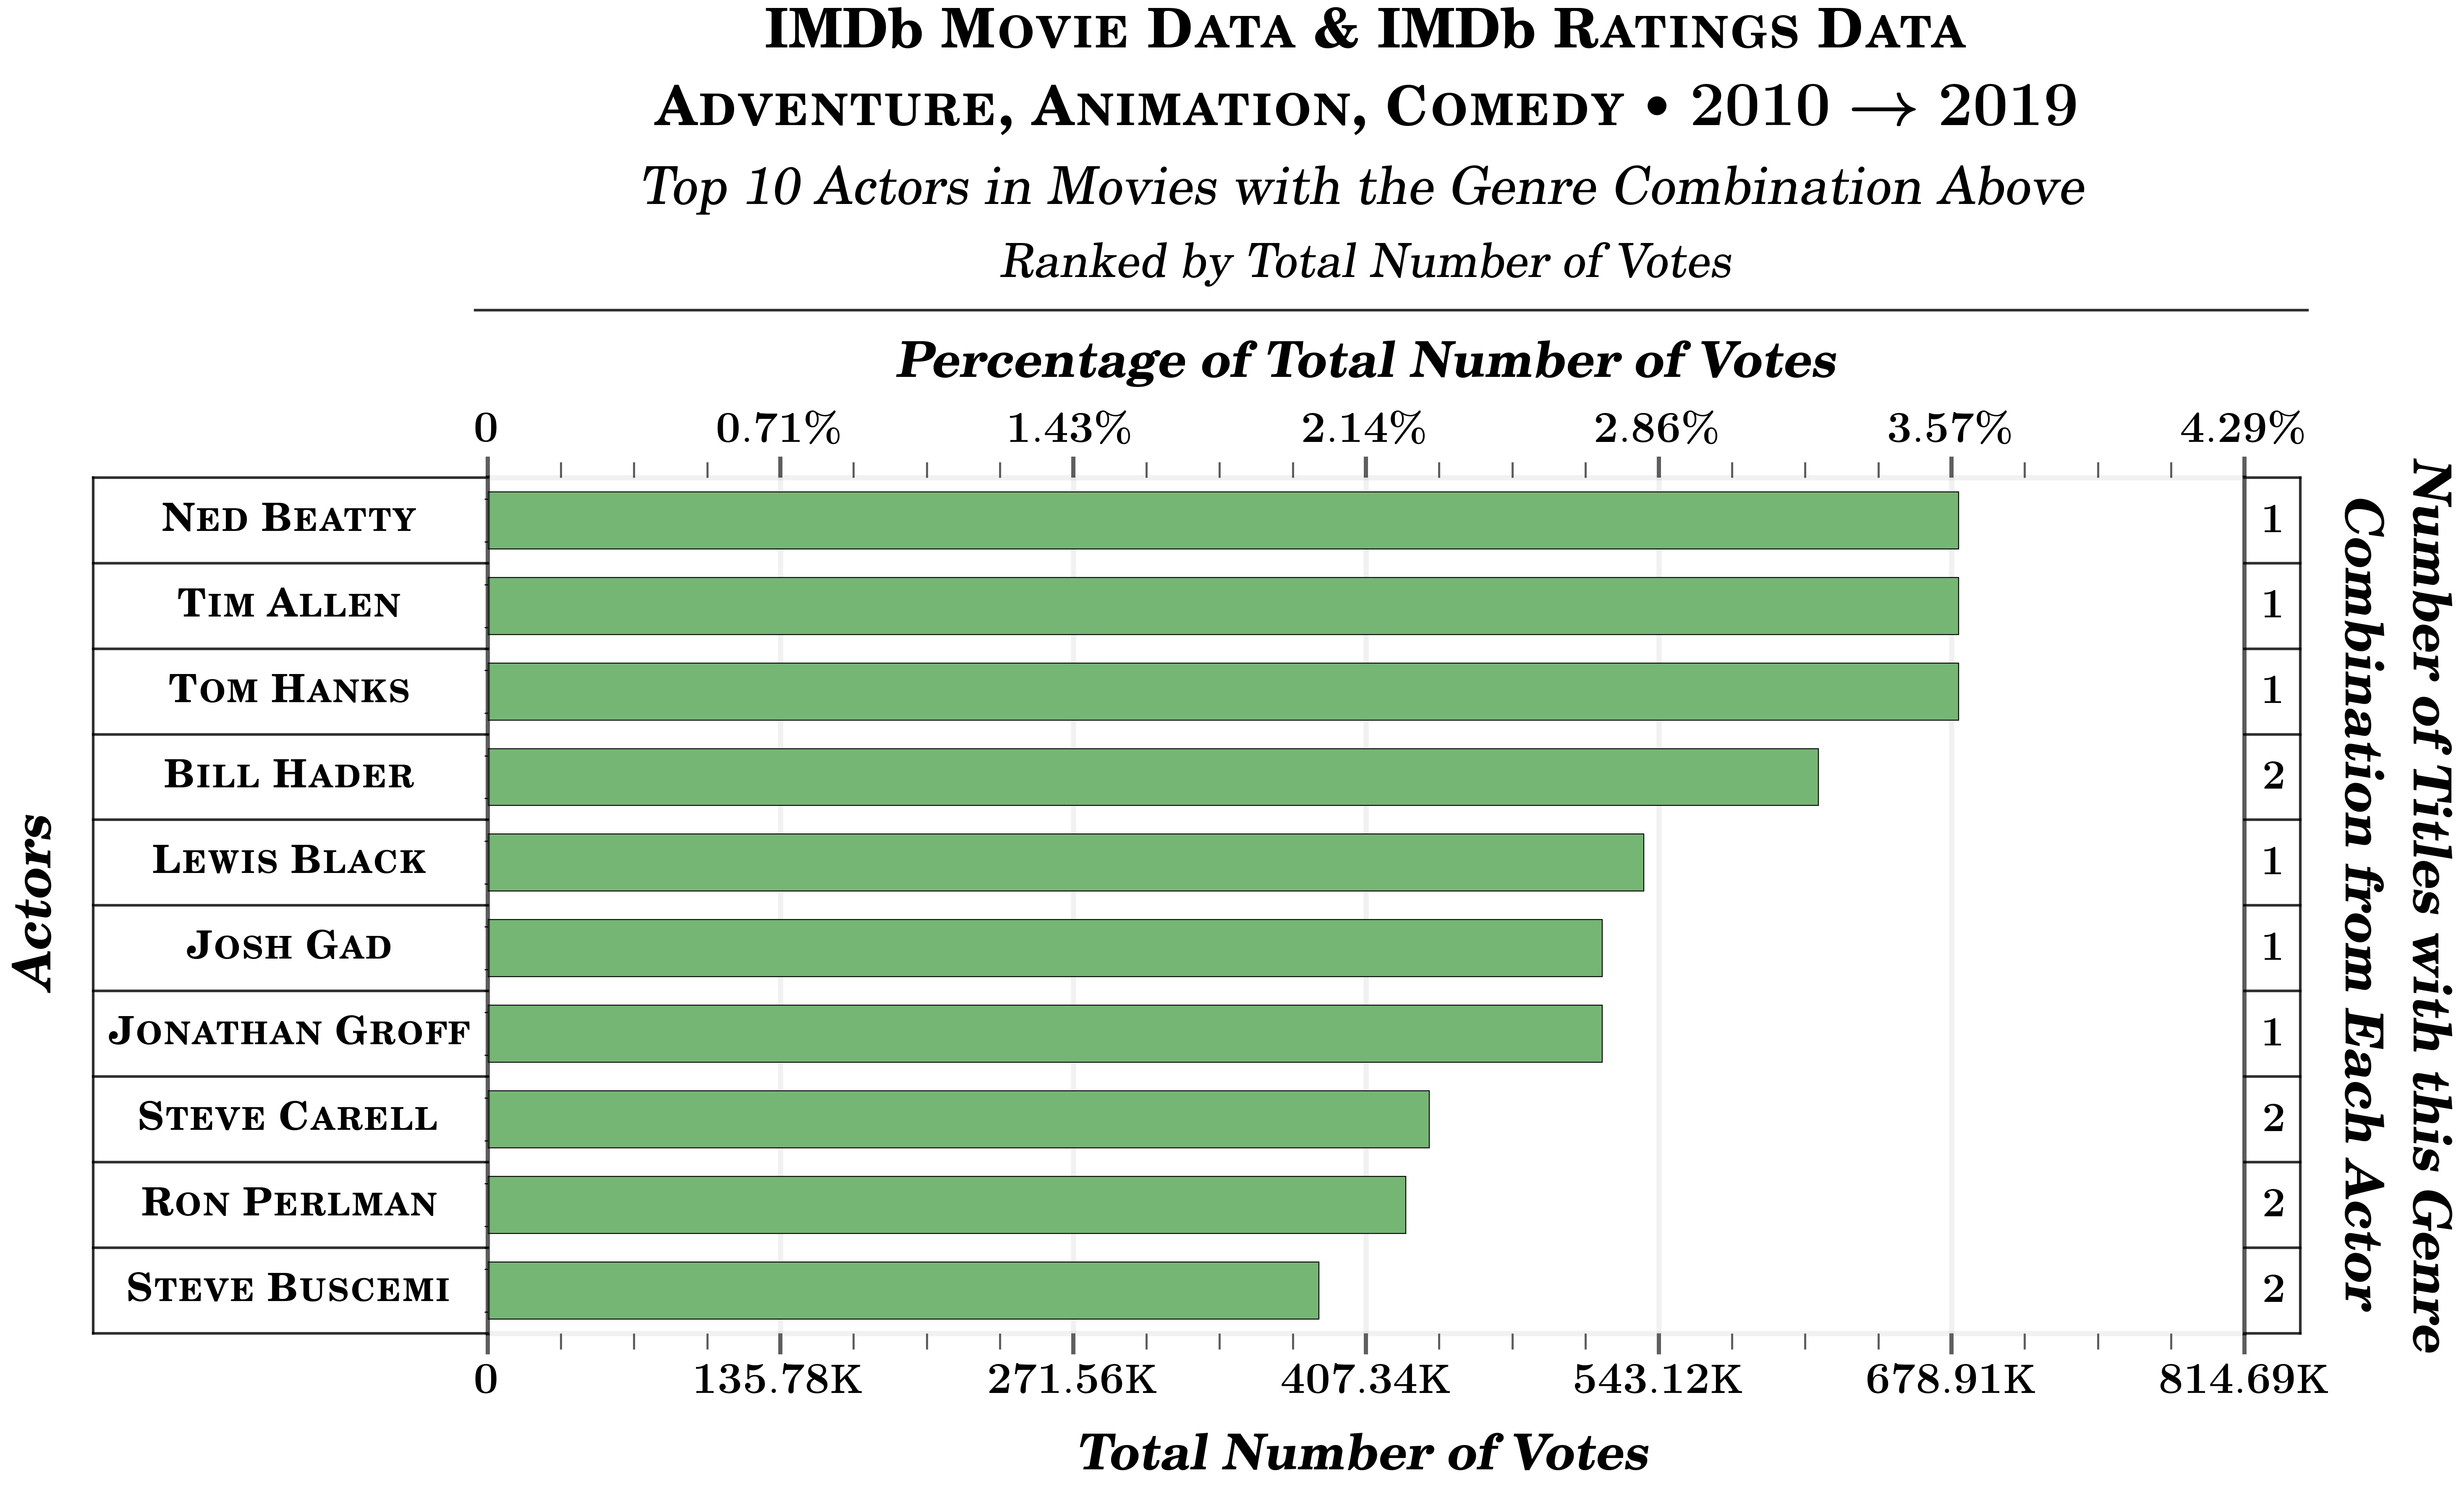 IMDb Movie Data & IMDb Ratings Data
Adventure, Animation, Comedy • 2010 → 2019
Top 10 Actors in Movies with the Genre Combination Above
Ranked by Total Number of Votes
Percentage of Total Number of Votes
0 0.71% 1.43% 2.14% 2.86% 3.57% 4.29%
Ned Beatty 1
Tim Allen 1
Tom Hanks 1
Bill Hader 2
Lewis Black 1
Josh Gad 1
Jonathan Groff 1
Steve Carell 2
Ron Perlman 2
Steve Buscemi 2
Actors
Number of Titles with this Genre
Combination from Each Actor
0 135.78K 271.56K 407.34K 543.12K 678.91K 814.69K
Total Number of Votes